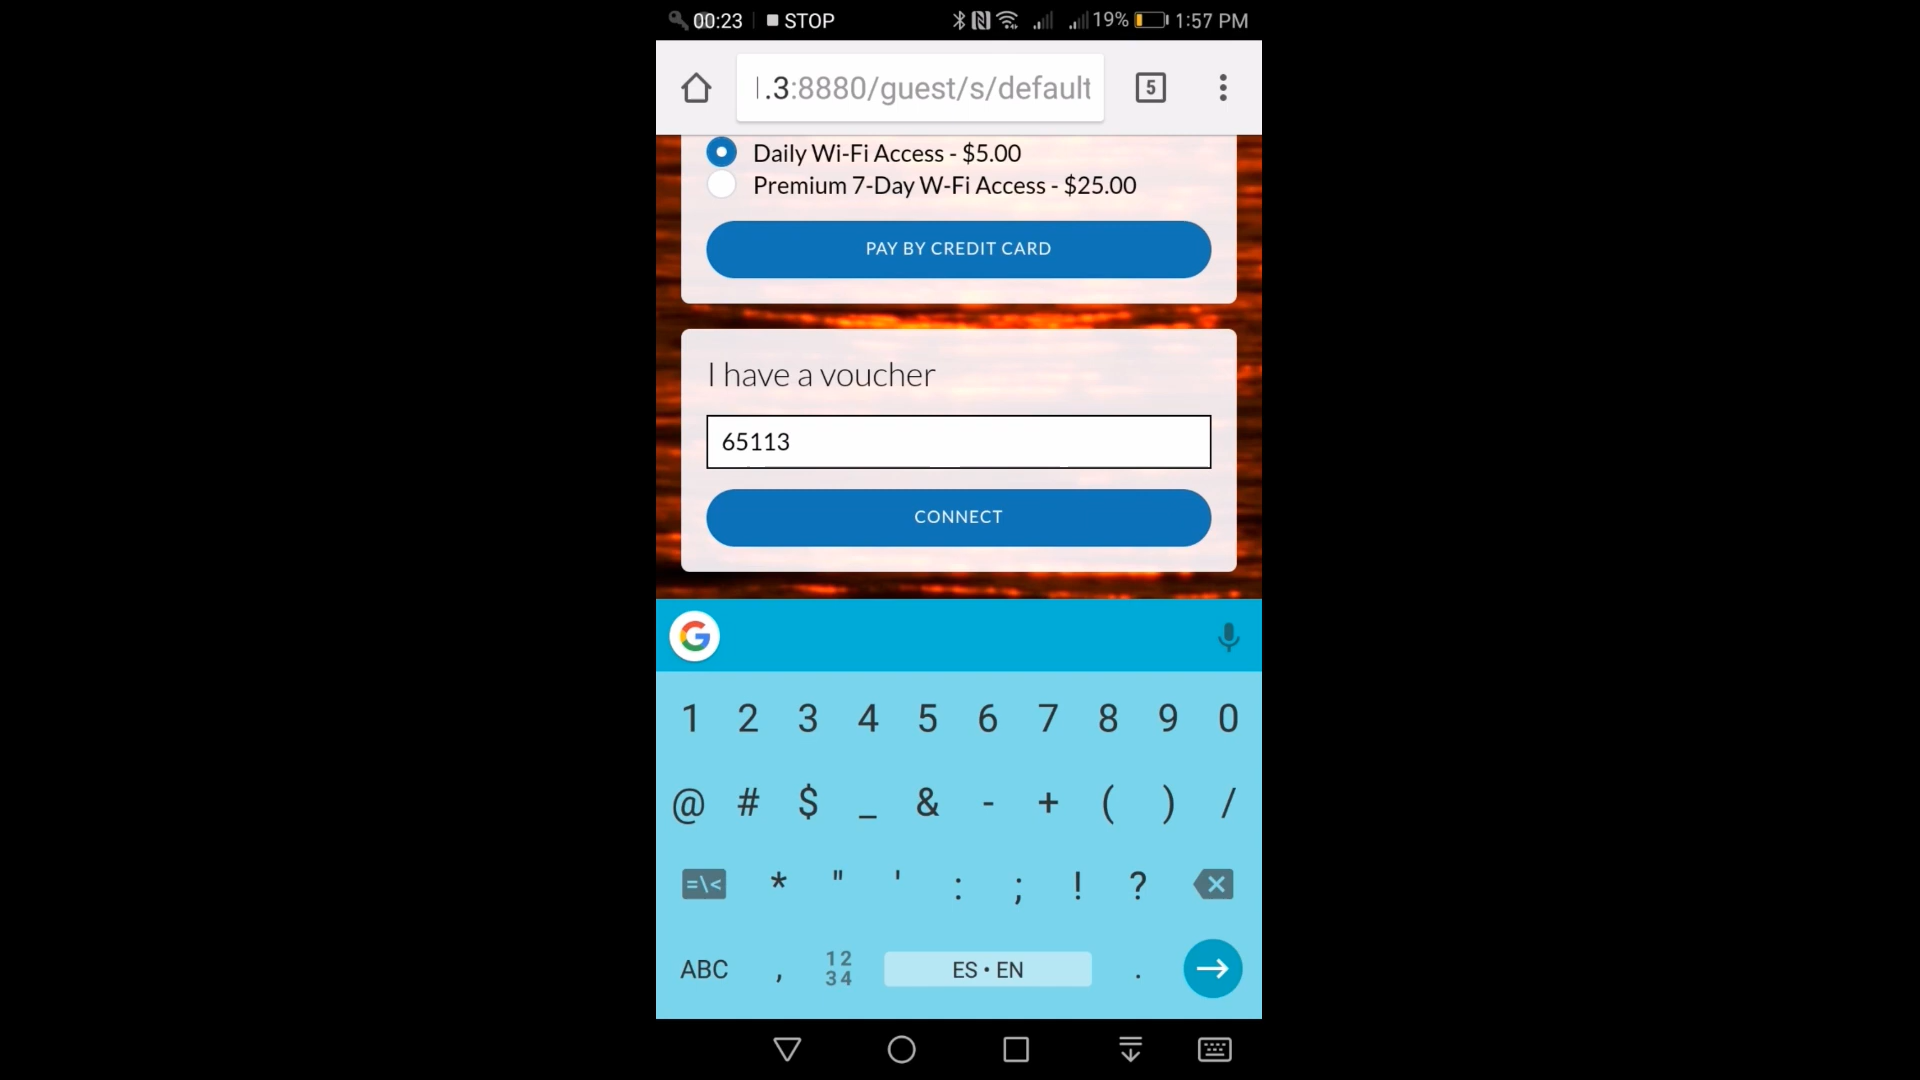 00:23 STOP 19% 1:57 PM
.3:8880/guest/s/default 5
Daily Wi-Fi Access - $5.00
Premium 7-Day W-Fi Access - $25.00
PAY BY CREDIT CARD
I have a voucher
65113
CONNECT
G
1 2 3 4 5 6 7 8 9 0
@ # $ _ & - + ( ) /
=\< * " ' : ; ! ?
ABC , 12 34 ES • EN .